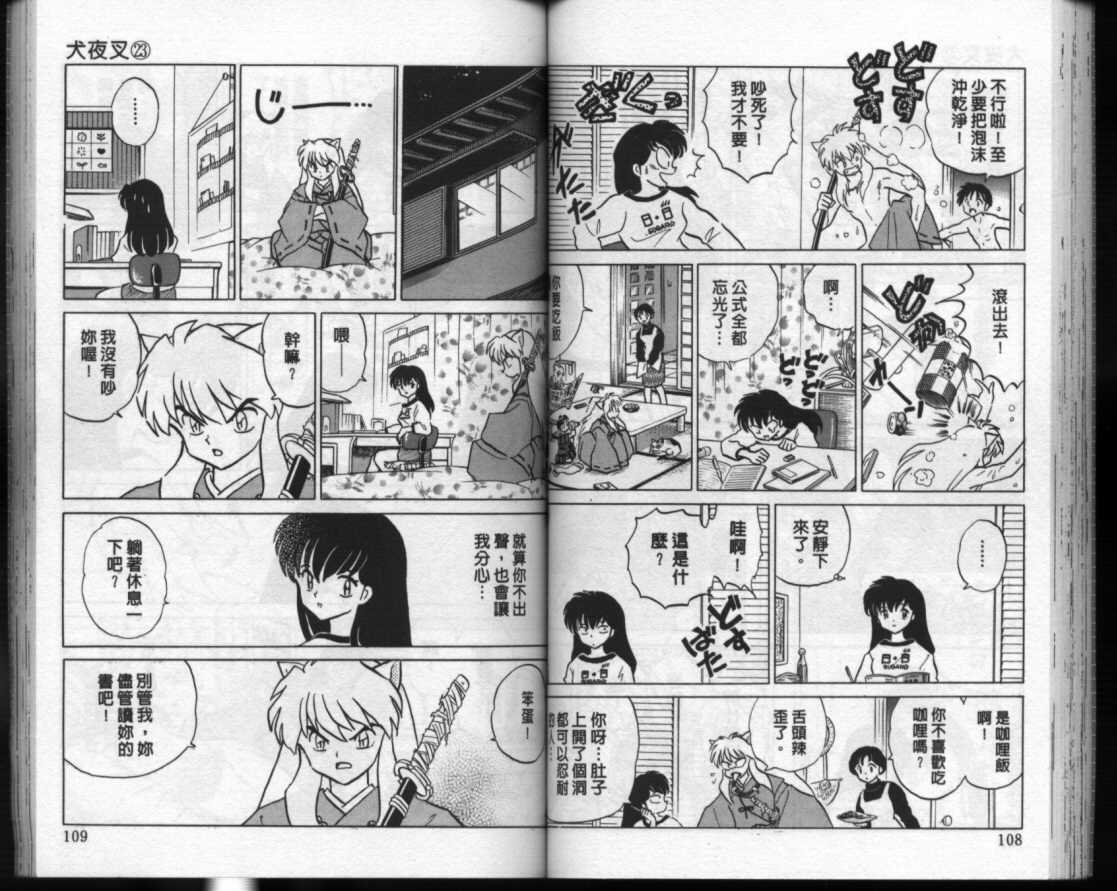 犬夜叉㉓
不行啦！至
少要把泡沫
沖乾淨！
どす
どす
吵死了！
我才不要！
滾出去！
啊…
公式全都
忘光了…
どっ
どっどっ
你要吃飯
……
安靜下
來了。
哇啊！
這是什
麼？
どす
ばた
是咖哩飯
啊！
你不喜歡吃
咖哩嗎？
舌頭辣
歪了。
你呀…肚子
上開了個洞
都可以忍耐
108
じーー…
……
喂——
幹嘛？
我沒有吵
妳喔！
就算你不出
聲，也會讓
我分心…
躺著休息一
下吧？
笨蛋！
別管我，妳
儘管讀妳的
書吧！
109